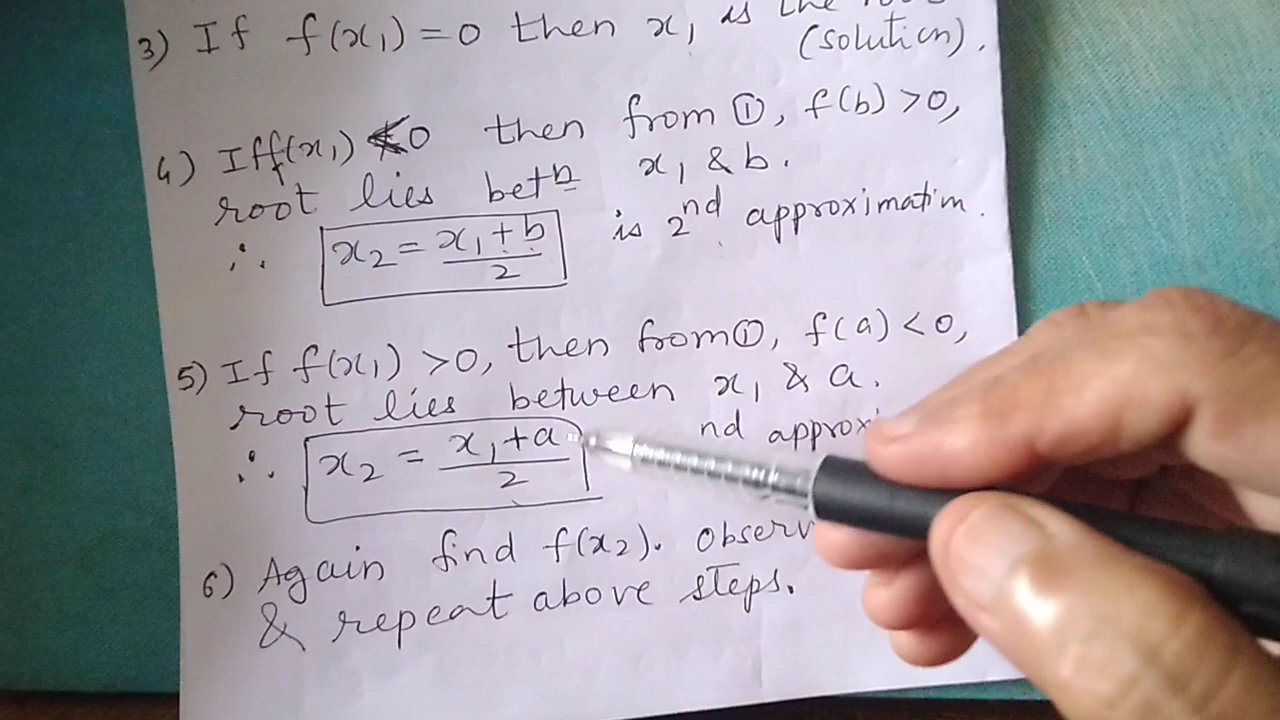 3) If f(x₁) = 0 then x₁ is the
(solution).
4) If f(x₁) < 0 then from ①, f(b) > 0,
root lies betn x₁ & b.
∴ x₂ = (x₁ + b)/2 is 2nd approximation.
5) If f(x₁) > 0, then from ①, f(a) < 0,
root lies between x₁ & a.
∴ x₂ = (x₁ + a)/2 nd approx
6) Again find f(x₂). Observ
& repeat above steps.